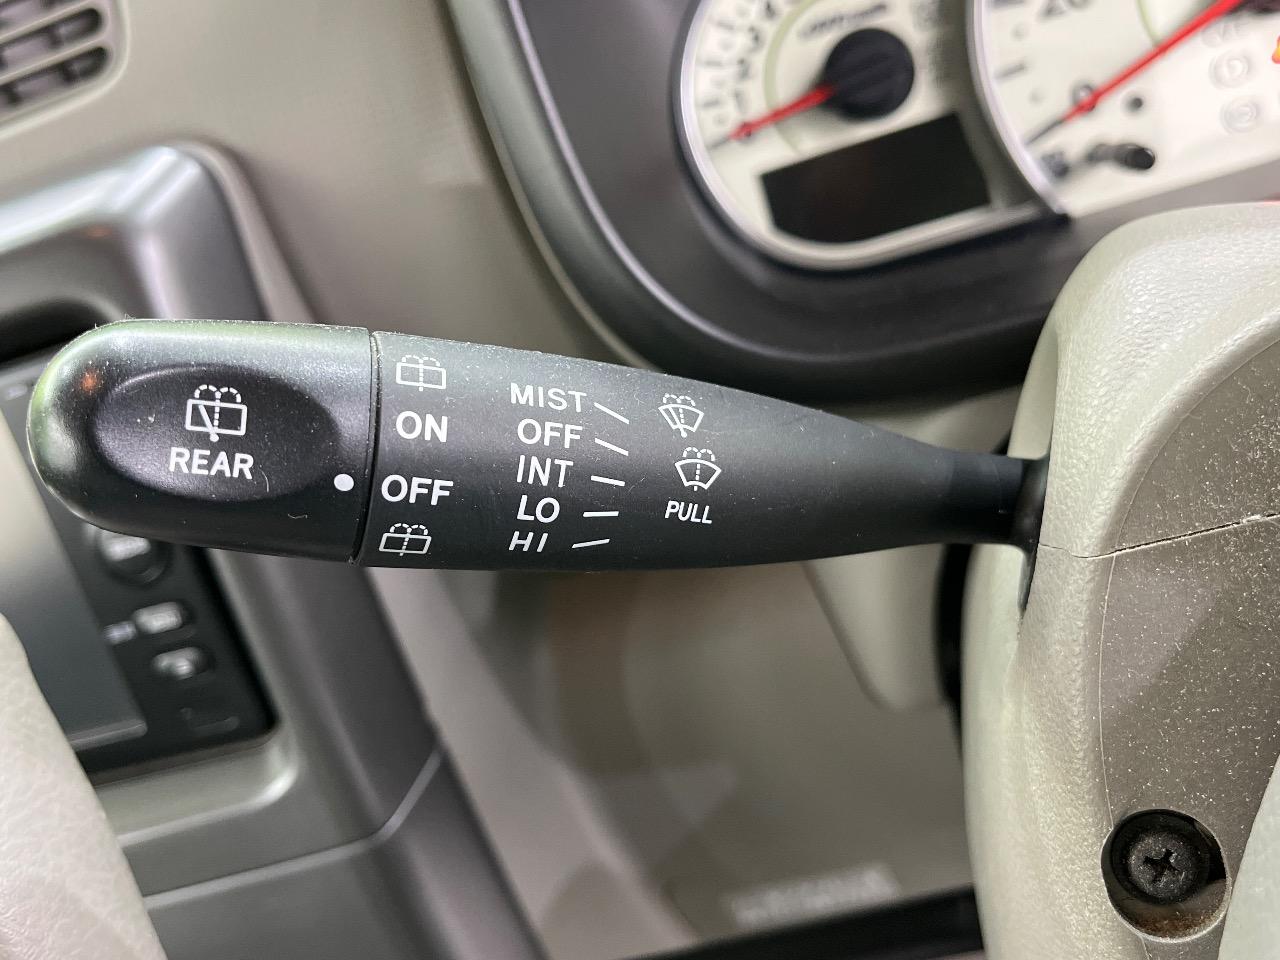 REAR
ON
OFF
MIST
OFF
INT
LO
HI
PULL